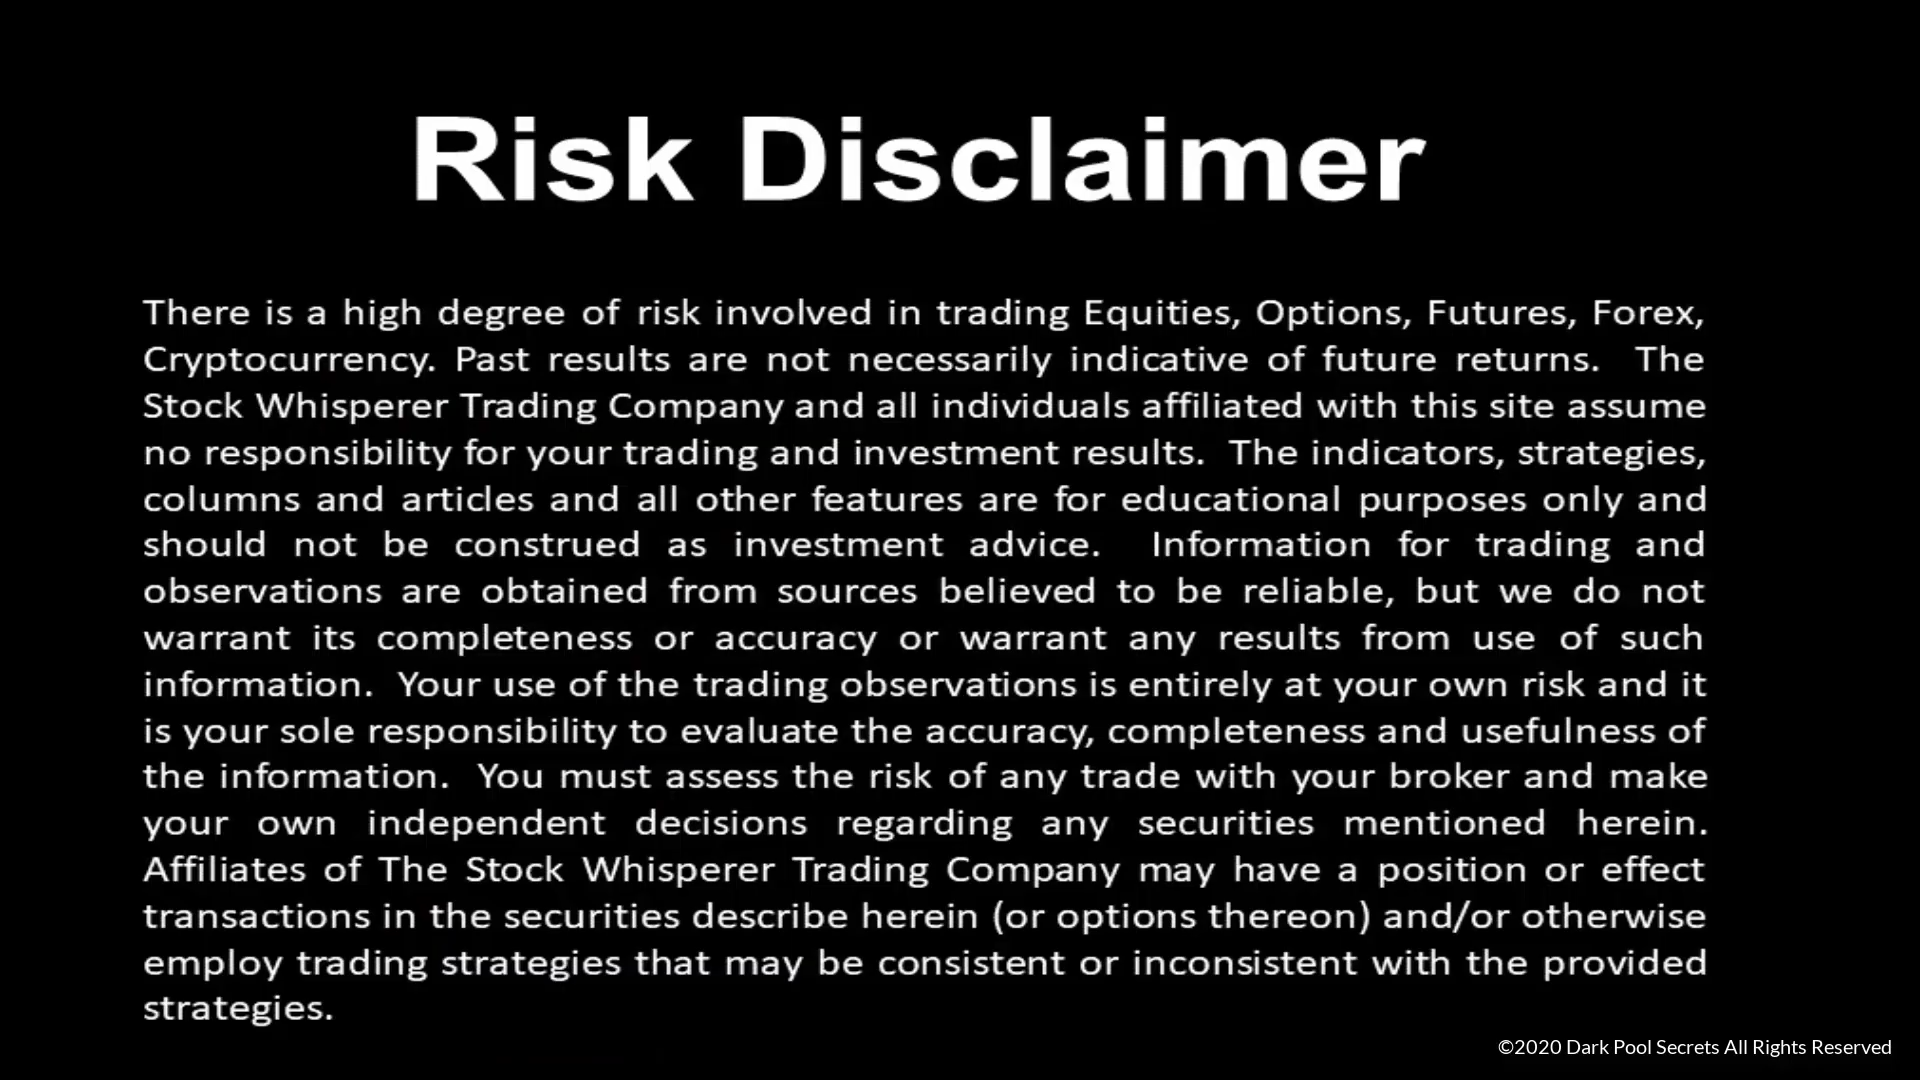 Risk Disclaimer
There is a high degree of risk involved in trading Equities, Options, Futures, Forex,
Cryptocurrency. Past results are not necessarily indicative of future returns. The
Stock Whisperer Trading Company and all individuals affiliated with this site assume
no responsibility for your trading and investment results. The indicators, strategies,
columns and articles and all other features are for educational purposes only and
should not be construed as investment advice. Information for trading and
observations are obtained from sources believed to be reliable, but we do not
warrant its completeness or accuracy or warrant any results from use of such
information. Your use of the trading observations is entirely at your own risk and it
is your sole responsibility to evaluate the accuracy, completeness and usefulness of
the information. You must assess the risk of any trade with your broker and make
your own independent decisions regarding any securities mentioned herein.
Affiliates of The Stock Whisperer Trading Company may have a position or effect
transactions in the securities describe herein (or options thereon) and/or otherwise
employ trading strategies that may be consistent or inconsistent with the provided
strategies.
©2020 Dark Pool Secrets All Rights Reserved